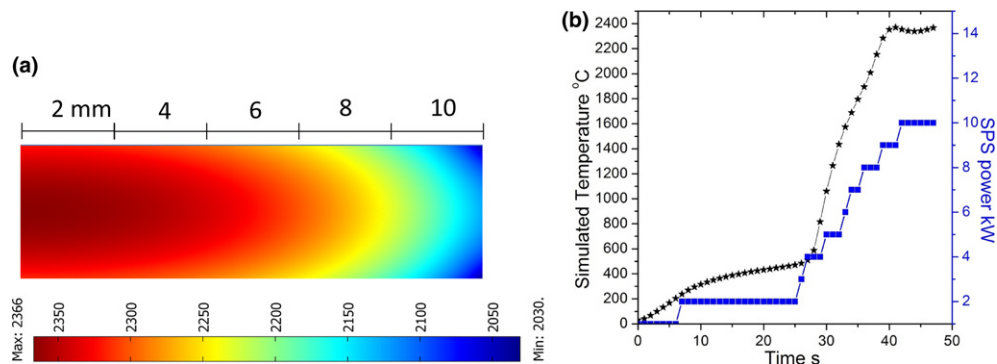 (a)
2 mm 4 6 8 10
Max: 2366
2350 2300 2250 2200 2150 2100 2050
Min: 2030.
(b)
Simulated Temperature °C
2400
2200
2000
1800
1600
1400
1200
1000
800
600
400
200
0
14
12
10
8
6
4
2
SPS power kW
0 10 20 30 40 50
Time s